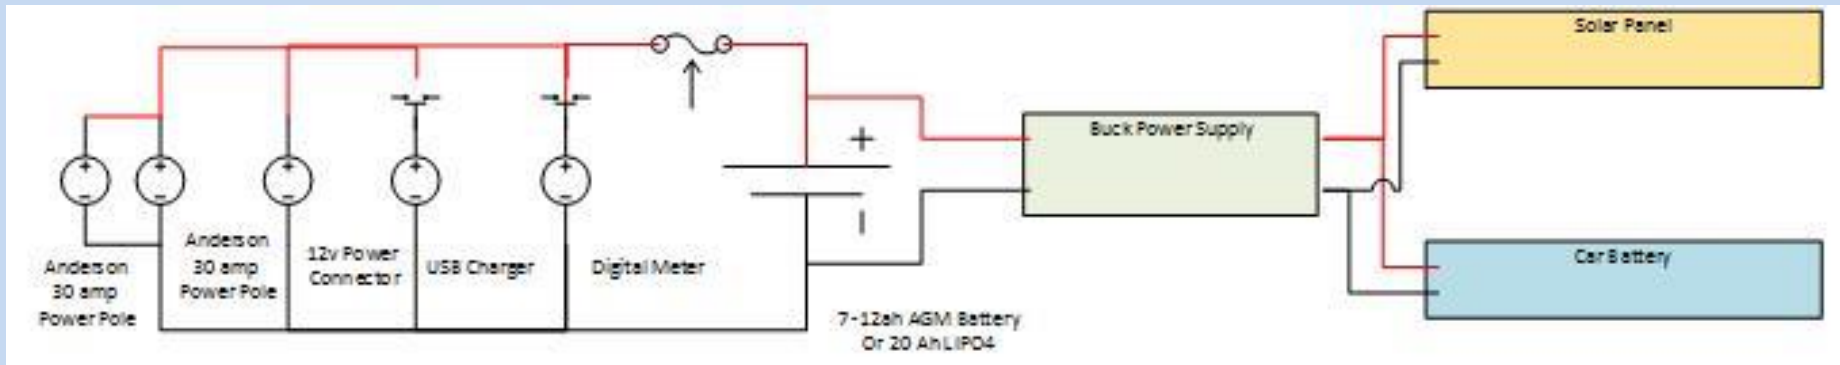 Solar Panel
Buck Power Supply
Car Battery
Anderson
30 amp
Power Pole
Anderson
30 amp
Power Pole
12v Power
Connector
USB Charger
Digital Meter
7-12ah AGM Battery
Or 20 Ah LIPO4